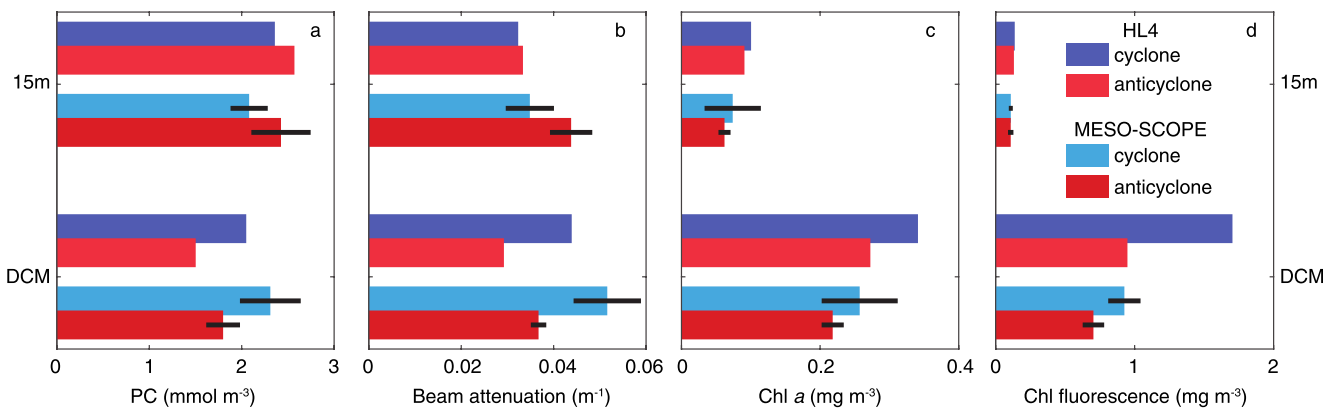 a
b
c
d
HL4
cyclone
anticyclone
MESO-SCOPE
cyclone
anticyclone
15m
DCM
15m
DCM
0 1 2 3
0 0.02 0.04 0.06
0 0.2 0.4
0 1 2
PC (mmol m⁻³)
Beam attenuation (m⁻¹)
Chl a (mg m⁻³)
Chl fluorescence (mg m⁻³)